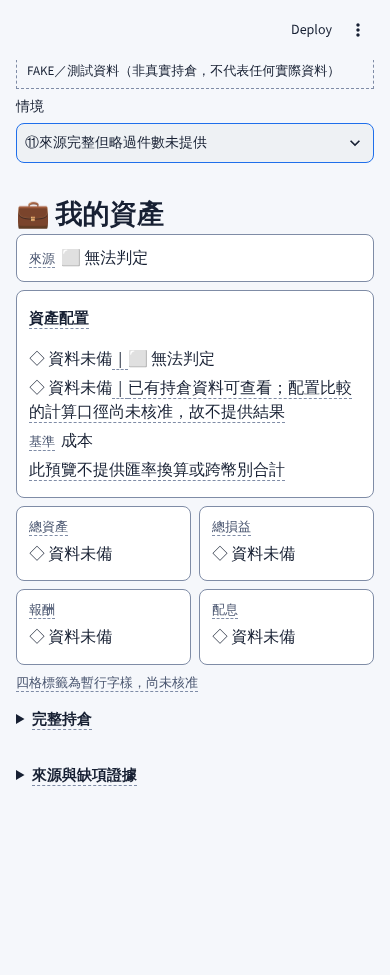 Deploy
FAKE／測試資料（非真實持倉，不代表任何實際資料）
情境
⑪來源完整但略過件數未提供
💼 我的資產
來源 ⬜ 無法判定
資產配置
◇ 資料未備｜⬜ 無法判定
◇ 資料未備｜已有持倉資料可查看；配置比較
的計算口徑尚未核准，故不提供結果
基準 成本
此預覽不提供匯率換算或跨幣別合計
總資產
◇ 資料未備
總損益
◇ 資料未備
報酬
◇ 資料未備
配息
◇ 資料未備
四格標籤為暫行字樣，尚未核准
▶ 完整持倉
▶ 來源與缺項證據